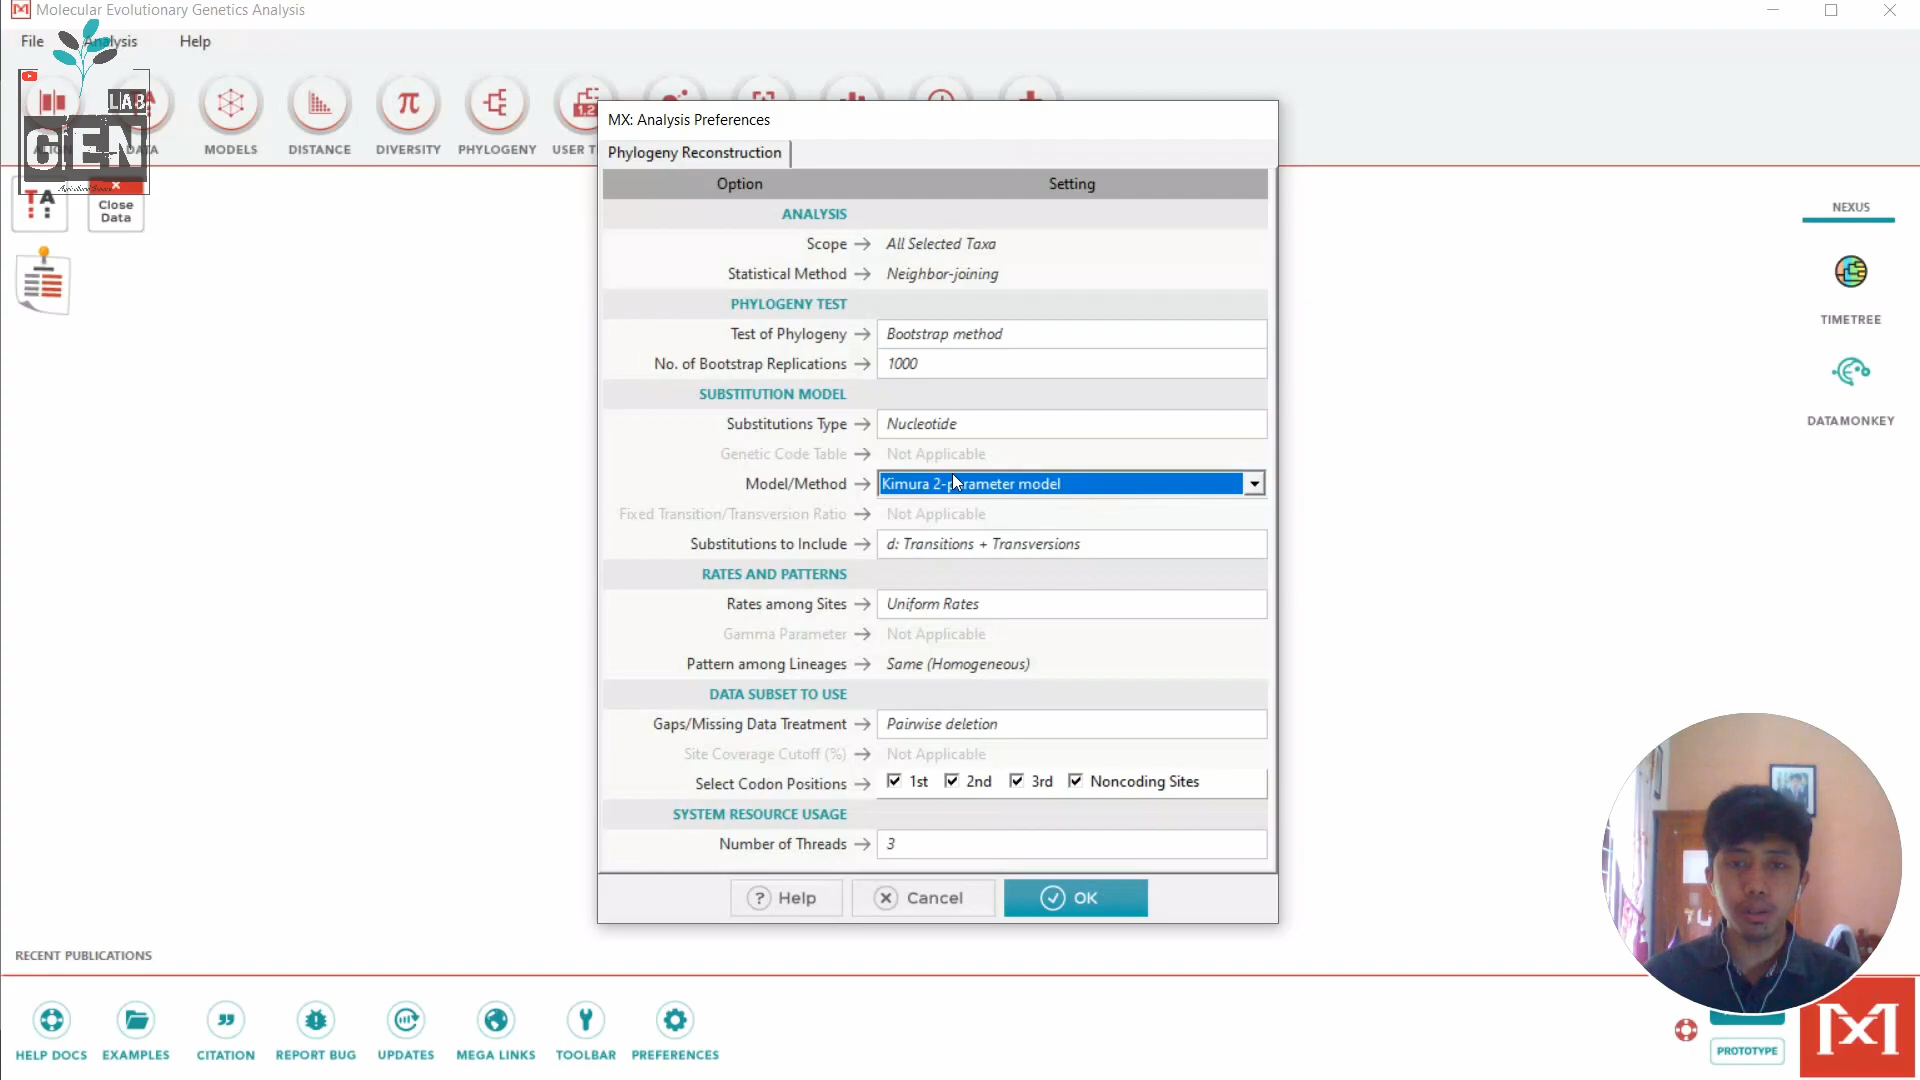 Molecular Evolutionary Genetics Analysis
File Analysis Help
LAB
GEN
DATA
MODELS
DISTANCE
DIVERSITY
PHYLOGENY
USER T
Close
Data
TA
MX: Analysis Preferences
Phylogeny Reconstruction
Option Setting
ANALYSIS
Scope → All Selected Taxa
Statistical Method → Neighbor-joining
PHYLOGENY TEST
Test of Phylogeny → Bootstrap method
No. of Bootstrap Replications → 1000
SUBSTITUTION MODEL
Substitutions Type → Nucleotide
Genetic Code Table → Not Applicable
Model/Method → Kimura 2-parameter model
Fixed Transition/Transversion Ratio → Not Applicable
Substitutions to Include → d: Transitions + Transversions
RATES AND PATTERNS
Rates among Sites → Uniform Rates
Gamma Parameter → Not Applicable
Pattern among Lineages → Same (Homogeneous)
DATA SUBSET TO USE
Gaps/Missing Data Treatment → Pairwise deletion
Site Coverage Cutoff (%) → Not Applicable
Select Codon Positions → 1st 2nd 3rd Noncoding Sites
SYSTEM RESOURCE USAGE
Number of Threads → 3
? Help
Cancel
OK
NEXUS
TIMETREE
DATAMONKEY
RECENT PUBLICATIONS
HELP DOCS
EXAMPLES
CITATION
REPORT BUG
UPDATES
MEGA LINKS
TOOLBAR
PREFERENCES
PROTOTYPE
MX